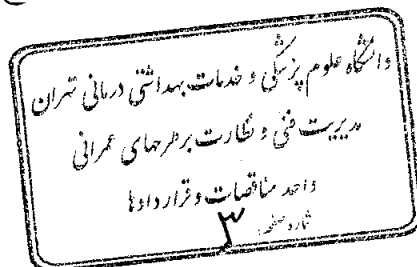 دانشگاه علوم پزشکی و خدمات بهداشتی درمانی تهران
مدیریت فنی و نظارت بر طرحهای عمرانی
واحد مناقصات و قراردادها
شماره صفحه:
۳